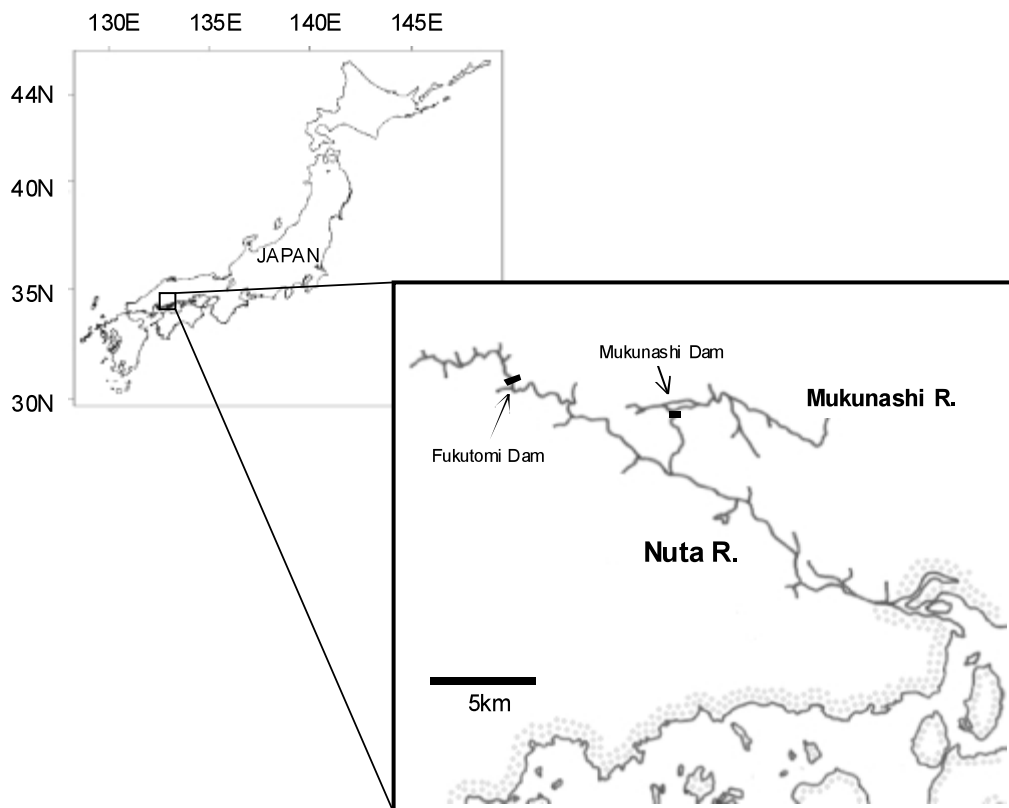 130E 135E 140E 145E
44N
40N
JAPAN
35N
30N
Mukunashi Dam
Mukunashi R.
Fukutomi Dam
Nuta R.
5km